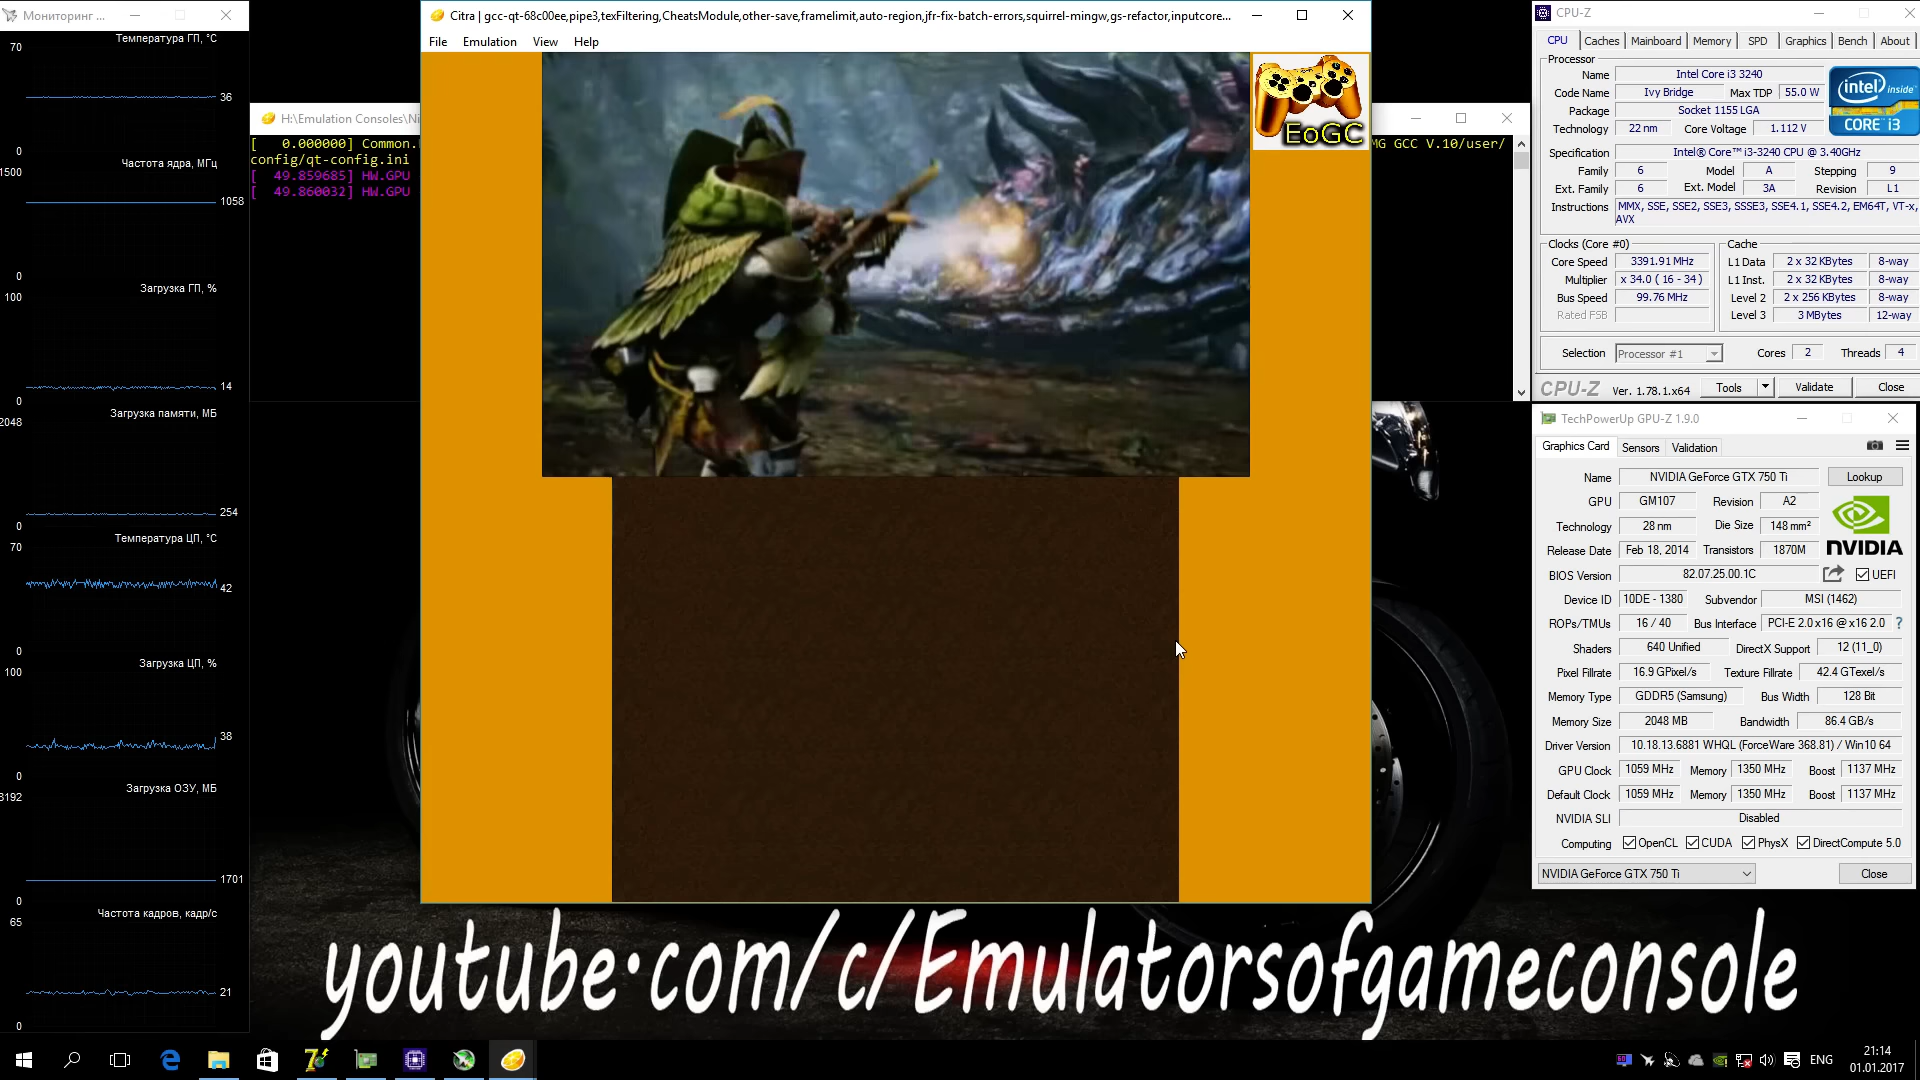 Мониторинг ...
Температура ГП, °C
70
36
0
Частота ядра, МГц
1500
1058
0
Загрузка ГП, %
100
14
0
Загрузка памяти, МБ
2048
254
0
Температура ЦП, °C
70
42
0
Загрузка ЦП, %
100
38
0
Загрузка ОЗУ, МБ
8192
1701
0
Частота кадров, кадр/с
65
21
0
H:\Emulation Consoles\Ni
[ 0.000000] Common.
config/qt-config.ini
[ 49.859685] HW.GPU
[ 49.860032] HW.GPU
MG GCC V.10/user/
Citra | gcc-qt-68c00ee,pipe3,texFiltering,CheatsModule,other-save,framelimit,auto-region,jfr-fix-batch-errors,squirrel-mingw,gs-refactor,inputcore...
File Emulation View Help
EoGC
CPU-Z
CPU Caches Mainboard Memory SPD Graphics Bench About
Processor
Name Intel Core i3 3240
Code Name Ivy Bridge Max TDP 55.0 W
Package Socket 1155 LGA
Technology 22 nm Core Voltage 1.112 V
intel inside
CORE i3
Specification Intel® Core™ i3-3240 CPU @ 3.40GHz
Family 6 Model A Stepping 9
Ext. Family 6 Ext. Model 3A Revision L1
Instructions MMX, SSE, SSE2, SSE3, SSSE3, SSE4.1, SSE4.2, EM64T, VT-x,
AVX
Clocks (Core #0)
Core Speed 3391.91 MHz
Multiplier x 34.0 ( 16 - 34 )
Bus Speed 99.76 MHz
Rated FSB
Cache
L1 Data 2 x 32 KBytes 8-way
L1 Inst. 2 x 32 KBytes 8-way
Level 2 2 x 256 KBytes 8-way
Level 3 3 MBytes 12-way
Selection Processor #1 Cores 2 Threads 4
CPU-Z Ver. 1.78.1.x64 Tools Validate Close
TechPowerUp GPU-Z 1.9.0
Graphics Card Sensors Validation
Name NVIDIA GeForce GTX 750 Ti Lookup
GPU GM107 Revision A2
Technology 28 nm Die Size 148 mm²
Release Date Feb 18, 2014 Transistors 1870M
NVIDIA
BIOS Version 82.07.25.00.1C UEFI
Device ID 10DE - 1380 Subvendor MSI (1462)
ROPs/TMUs 16 / 40 Bus Interface PCI-E 2.0 x16 @ x16 2.0 ?
Shaders 640 Unified DirectX Support 12 (11_0)
Pixel Fillrate 16.9 GPixel/s Texture Fillrate 42.4 GTexel/s
Memory Type GDDR5 (Samsung) Bus Width 128 Bit
Memory Size 2048 MB Bandwidth 86.4 GB/s
Driver Version 10.18.13.6881 WHQL (ForceWare 368.81) / Win10 64
GPU Clock 1059 MHz Memory 1350 MHz Boost 1137 MHz
Default Clock 1059 MHz Memory 1350 MHz Boost 1137 MHz
NVIDIA SLI Disabled
Computing OpenCL CUDA PhysX DirectCompute 5.0
NVIDIA GeForce GTX 750 Ti Close
youtube.com/c/Emulatorsofgameconsole
ENG
21:14
01.01.2017